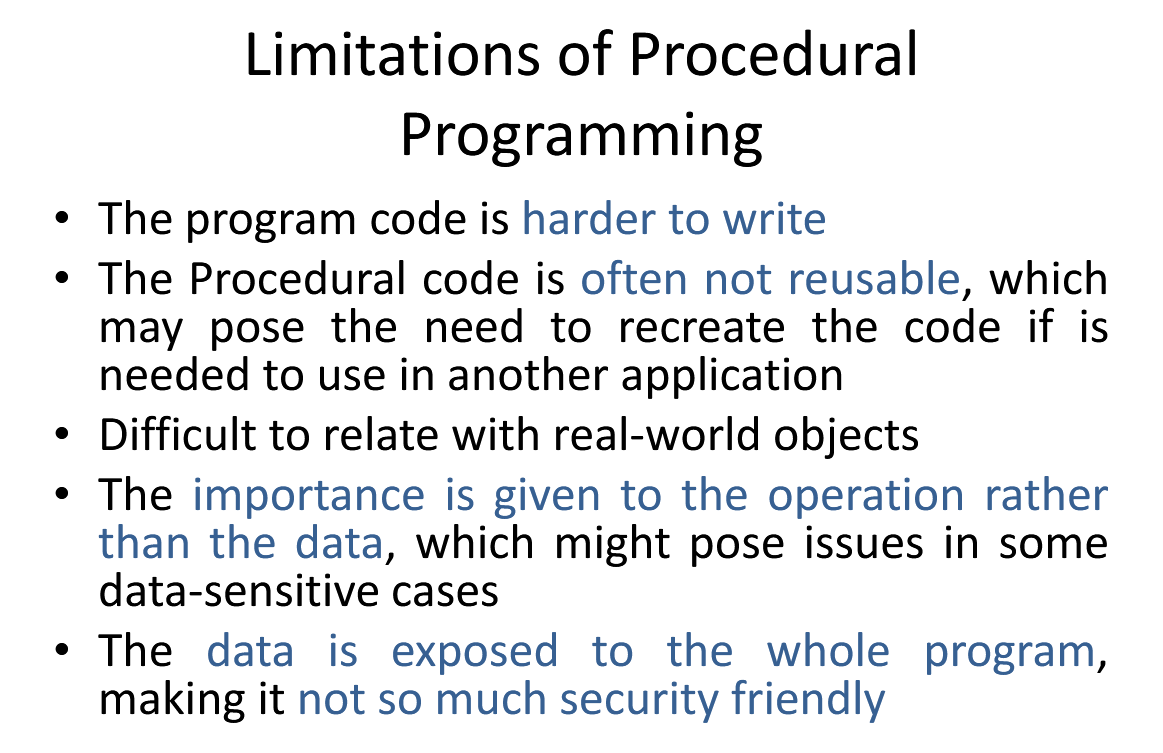 Limitations of Procedural
Programming
• The program code is harder to write
• The Procedural code is often not reusable, which
may pose the need to recreate the code if is
needed to use in another application
• Difficult to relate with real-world objects
• The importance is given to the operation rather
than the data, which might pose issues in some
data-sensitive cases
• The data is exposed to the whole program,
making it not so much security friendly